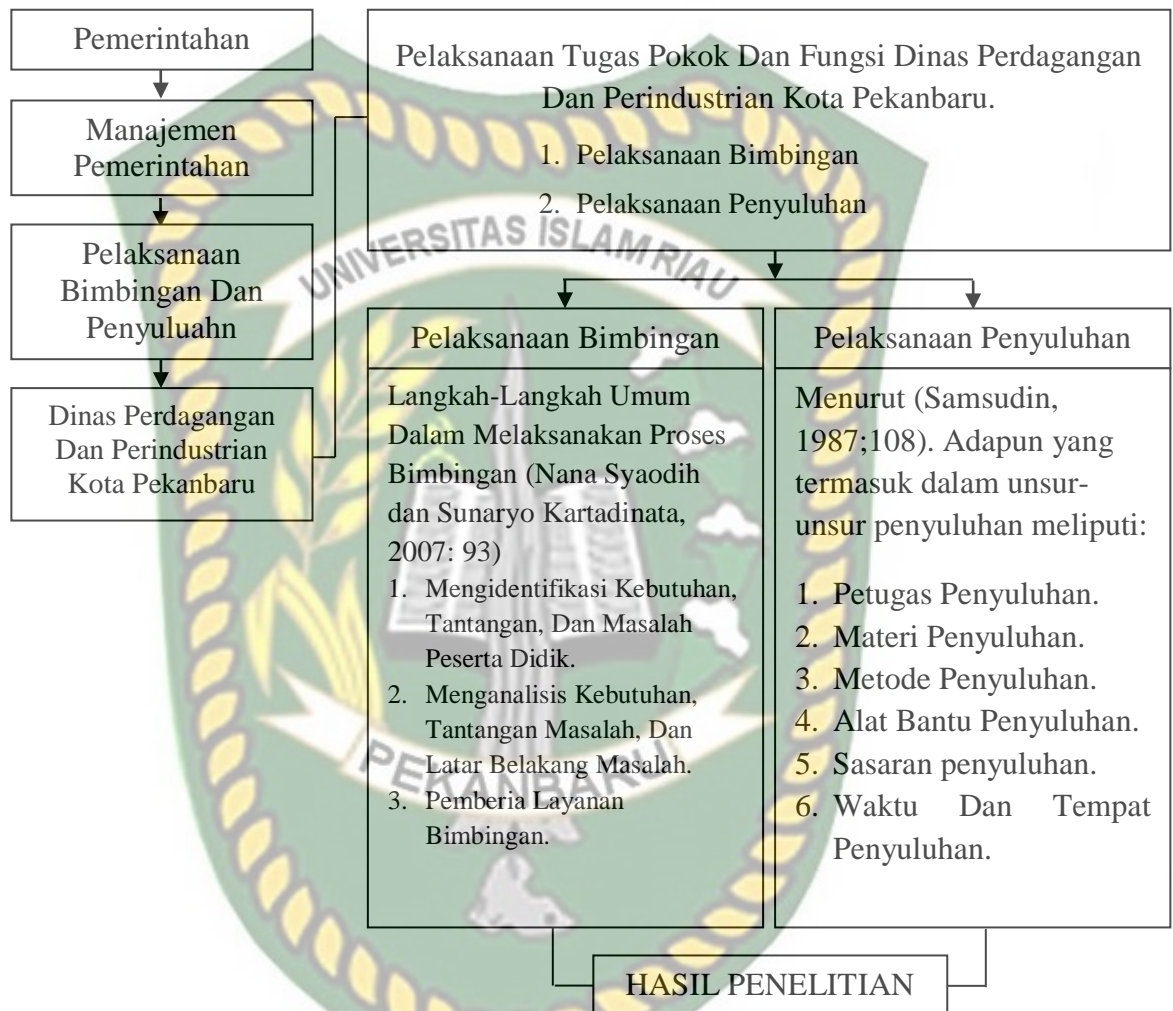 Pemerintahan
Manajemen
Pemerintahan
Pelaksanaan
Bimbingan Dan
Penyuluahn
Dinas Perdagangan
Dan Perindustrian
Kota Pekanbaru
Pelaksanaan Tugas Pokok Dan Fungsi Dinas Perdagangan
Dan Perindustrian Kota Pekanbaru.
1. Pelaksanaan Bimbingan
2. Pelaksanaan Penyuluhan
UNIVERSITAS ISLAM RIAU
Pelaksanaan Bimbingan
Langkah-Langkah Umum
Dalam Melaksanakan Proses
Bimbingan (Nana Syaodih
dan Sunaryo Kartadinata,
2007: 93)
1. Mengidentifikasi Kebutuhan,
Tantangan, Dan Masalah
Peserta Didik.
2. Menganalisis Kebutuhan,
Tantangan Masalah, Dan
Latar Belakang Masalah.
3. Pemberia Layanan
Bimbingan.
Pelaksanaan Penyuluhan
Menurut (Samsudin,
1987;108). Adapun yang
termasuk dalam unsur-
unsur penyuluhan meliputi:
1. Petugas Penyuluhan.
2. Materi Penyuluhan.
3. Metode Penyuluhan.
4. Alat Bantu Penyuluhan.
5. Sasaran penyuluhan.
6. Waktu Dan Tempat
Penyuluhan.
PEKANBARU
HASIL PENELITIAN